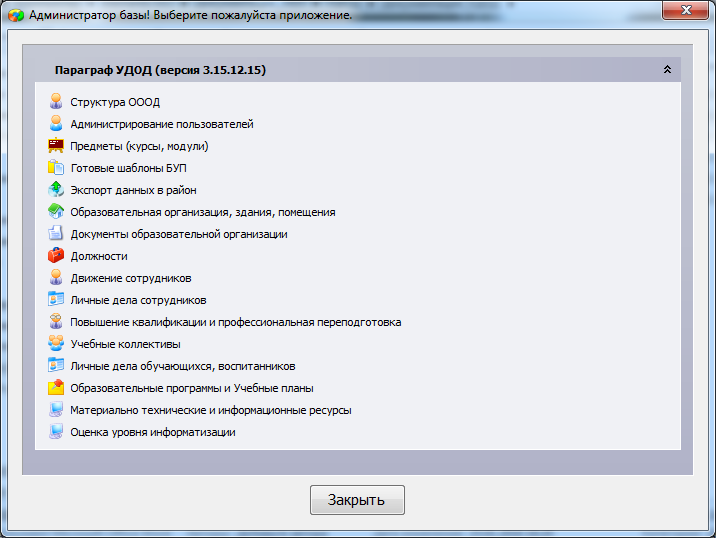 Администратор базы! Выберите пожалуйста приложение.
Параграф УДОД (версия 3.15.12.15)
Структура ОООД
Администрирование пользователей
Предметы (курсы, модули)
Готовые шаблоны БУП
Экспорт данных в район
Образовательная организация, здания, помещения
Документы образовательной организации
Должности
Движение сотрудников
Личные дела сотрудников
Повышение квалификации и профессиональная переподготовка
Учебные коллективы
Личные дела обучающихся, воспитанников
Образовательные программы и Учебные планы
Материально технические и информационные ресурсы
Оценка уровня информатизации
Закрыть